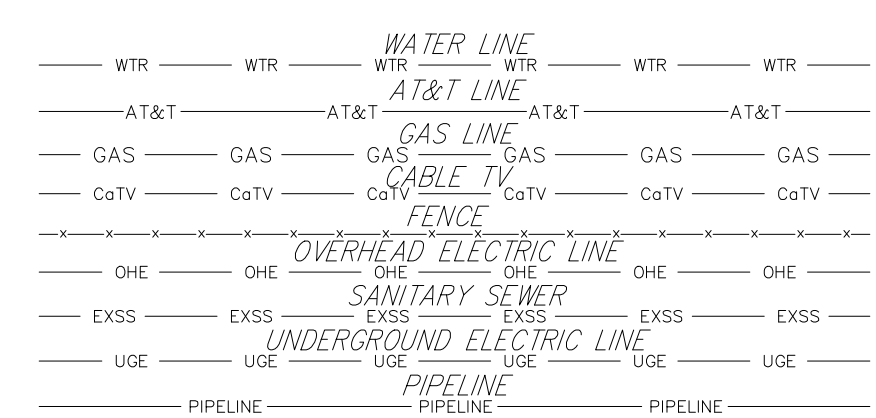 WATER LINE
WTR WTR WTR WTR WTR WTR
AT&T LINE
AT&T AT&T AT&T AT&T
GAS LINE
GAS GAS GAS GAS GAS GAS
CABLE TV
CaTV CaTV CaTV CaTV CaTV CaTV
FENCE
x x x x x x x x x x x x x x x x x x
OVERHEAD ELECTRIC LINE
OHE OHE OHE OHE OHE OHE
SANITARY SEWER
EXSS EXSS EXSS EXSS EXSS EXSS
UNDERGROUND ELECTRIC LINE
UGE UGE UGE UGE UGE UGE
PIPELINE
PIPELINE PIPELINE PIPELINE